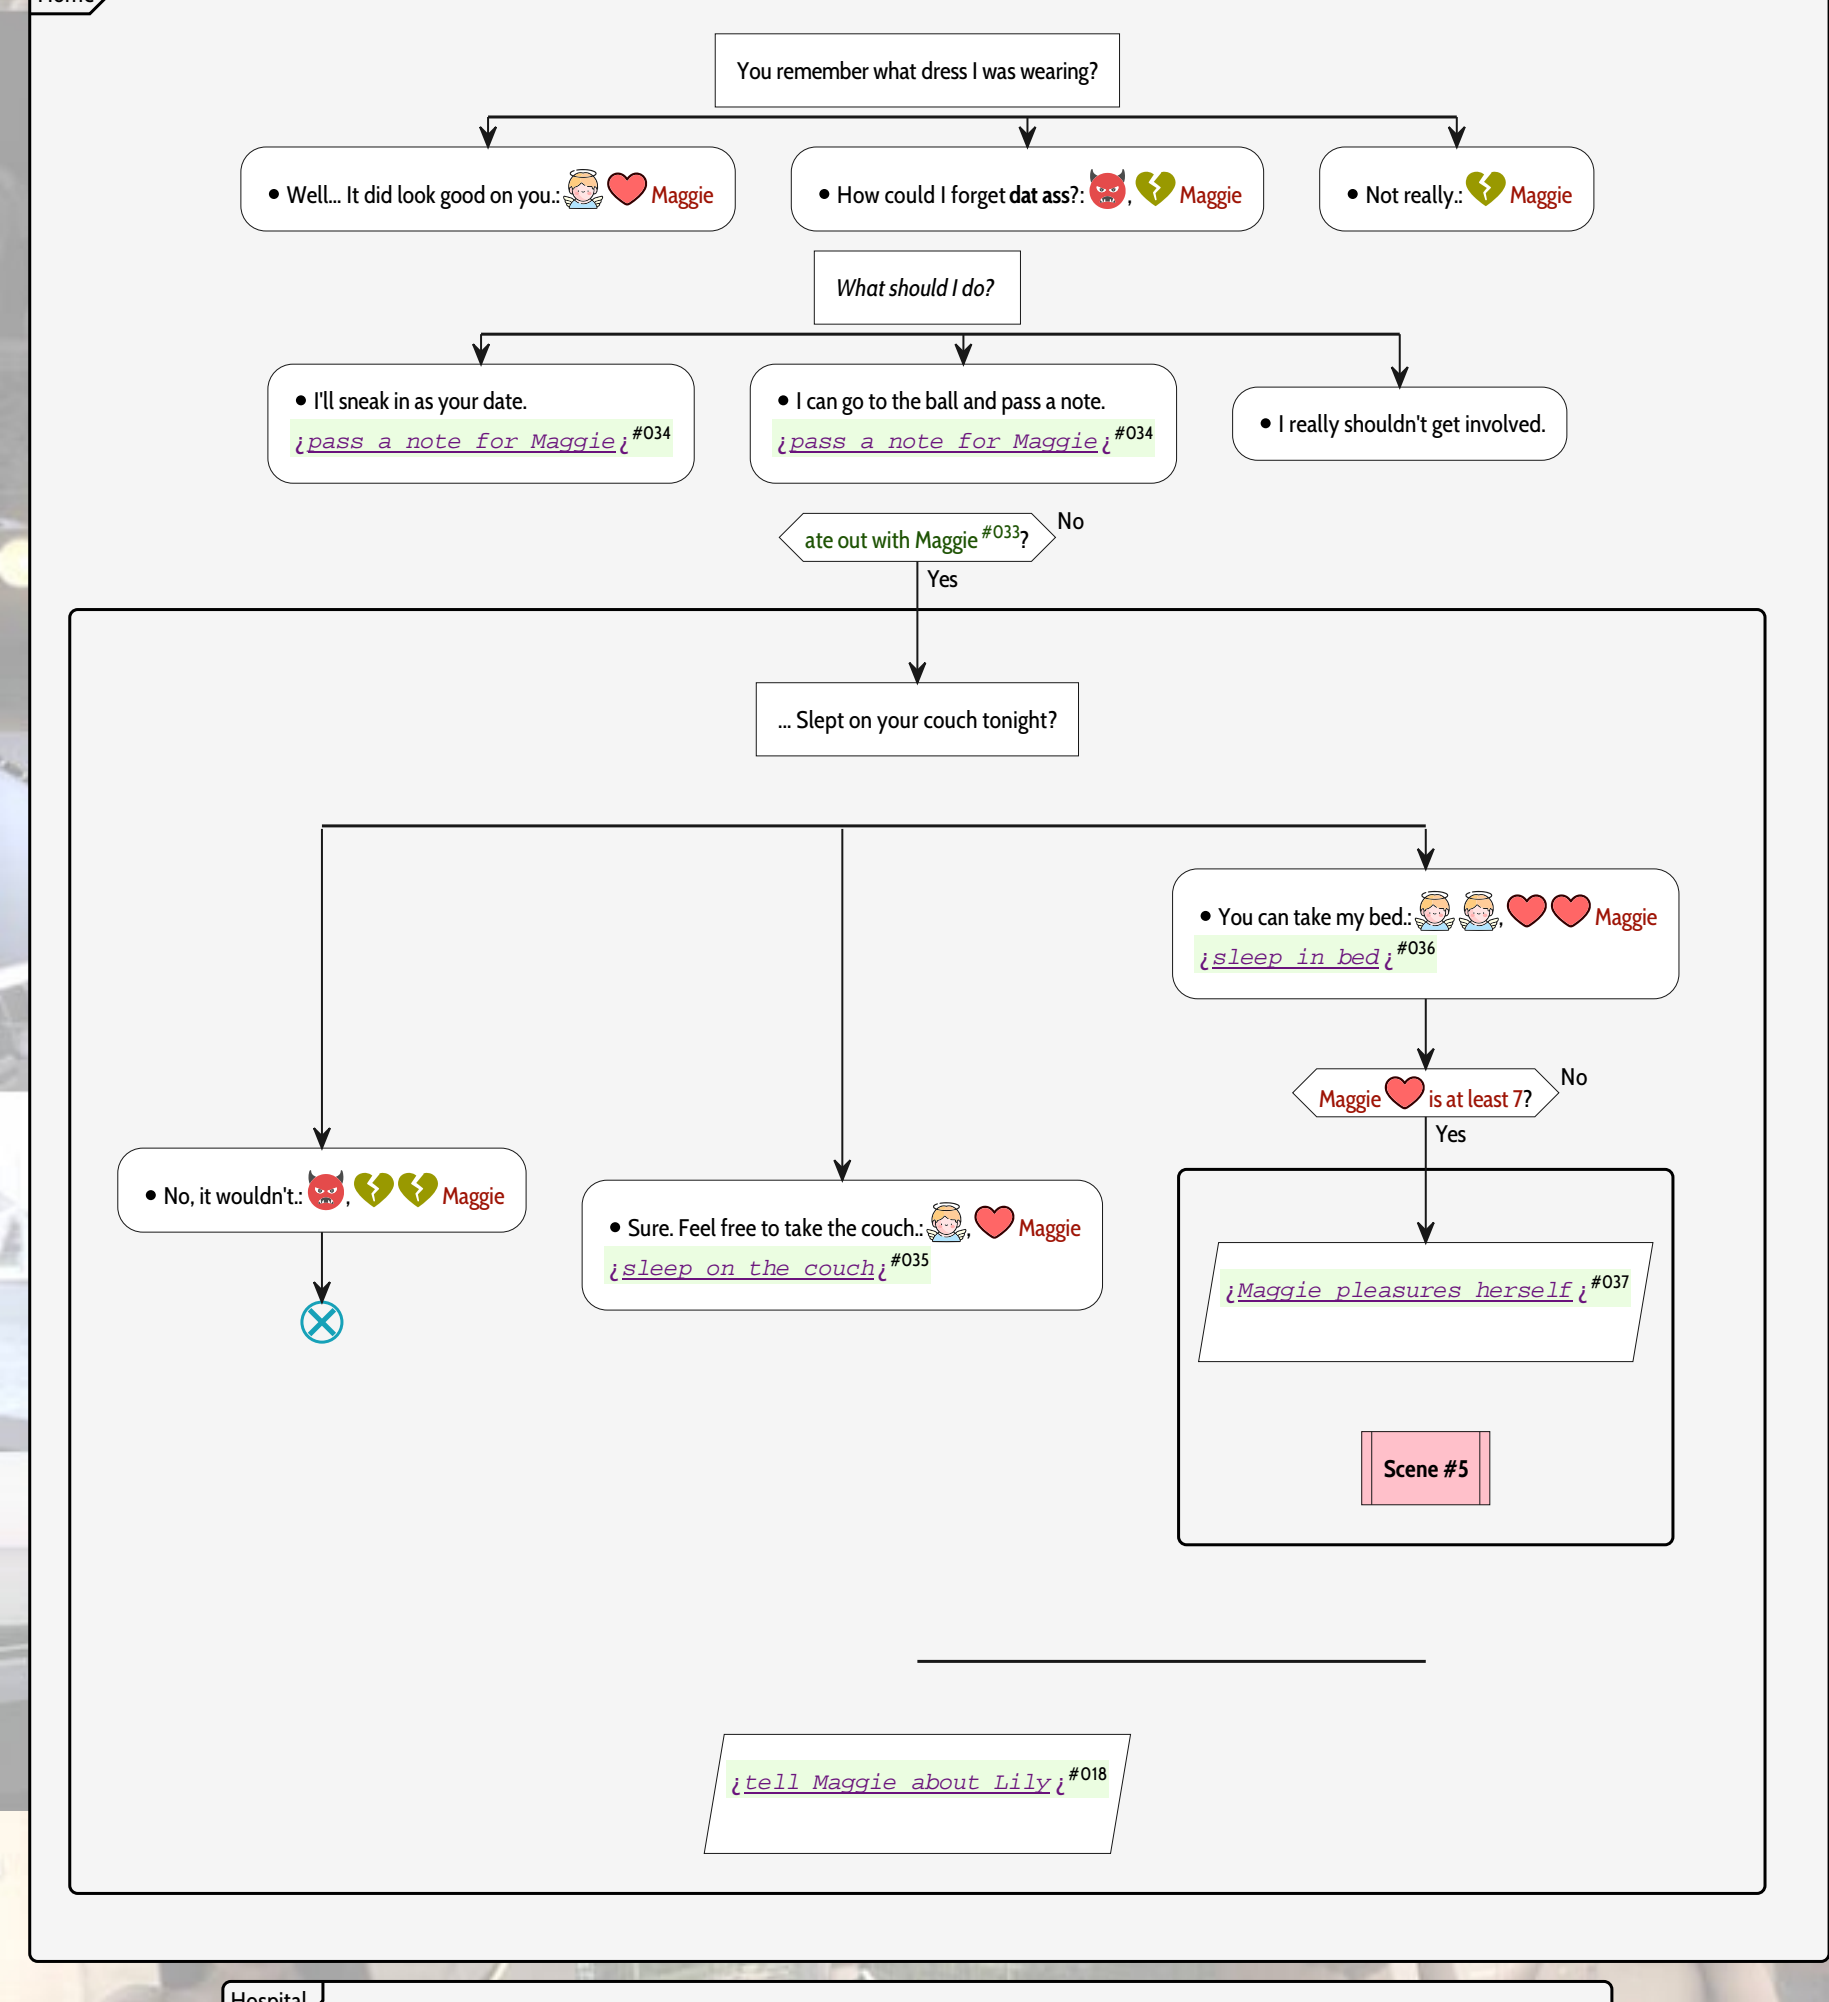 Home
You remember what dress I was wearing?
• Well... It did look good on you.: Maggie
• How could I forget dat ass?: , Maggie
• Not really.: Maggie
What should I do?
• I'll sneak in as your date.
¿pass a note for Maggie¿ #034
• I can go to the ball and pass a note.
¿pass a note for Maggie¿ #034
• I really shouldn't get involved.
ate out with Maggie #033?
No
Yes
... Slept on your couch tonight?
• You can take my bed.: , Maggie
¿sleep in bed¿ #036
Maggie is at least 7?
No
Yes
• No, it wouldn't.: , Maggie
• Sure. Feel free to take the couch.: , Maggie
¿sleep on the couch¿ #035
¿Maggie pleasures herself¿ #037
Scene #5
¿tell Maggie about Lily¿ #018
Hospital